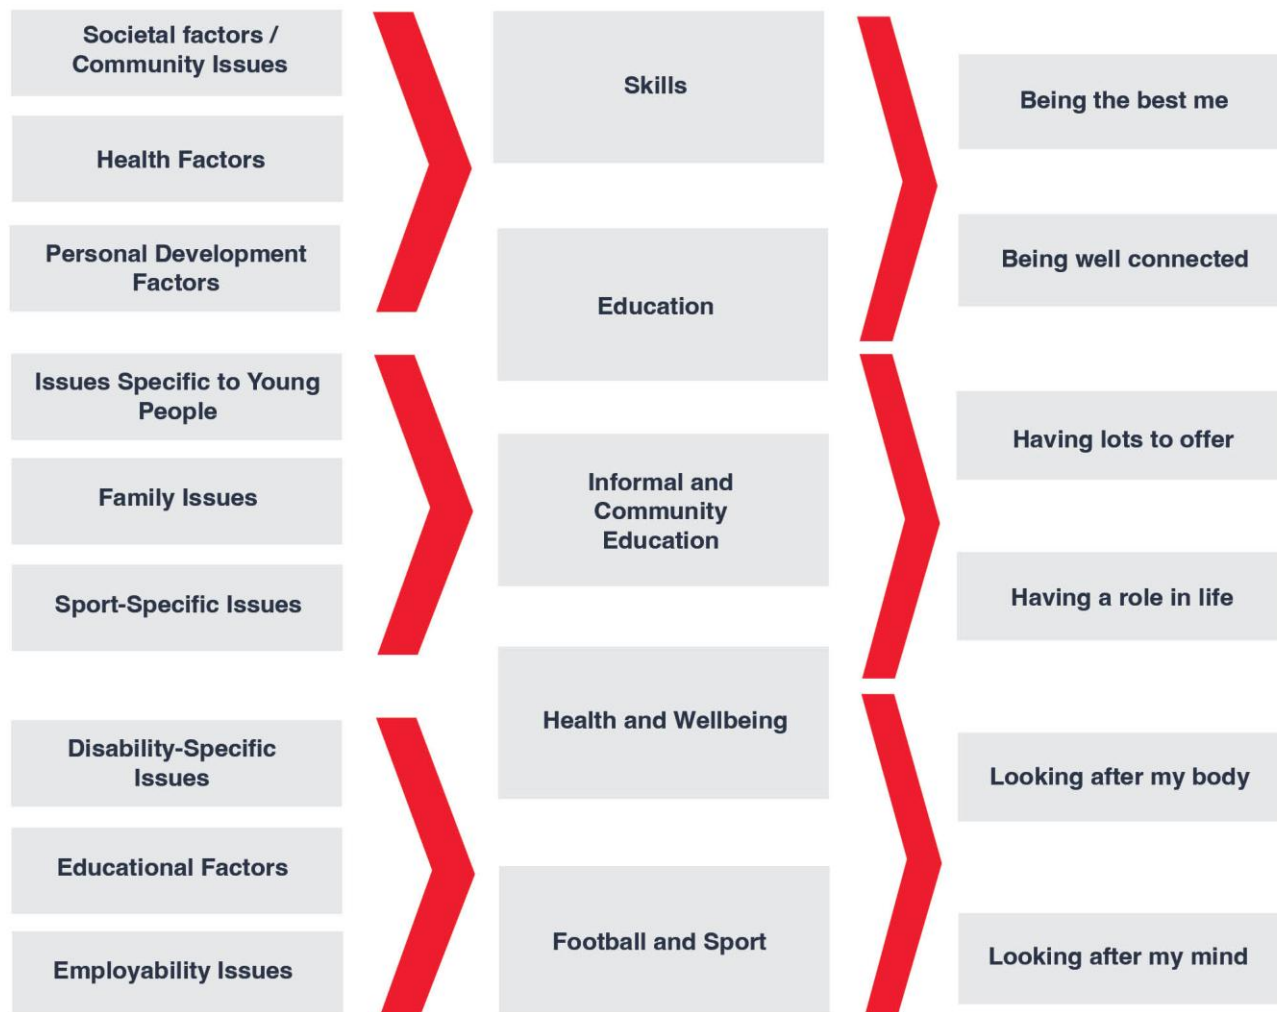 Societal factors /
Community Issues
Health Factors
Personal Development
Factors
Issues Specific to Young
People
Family Issues
Sport-Specific Issues
Disability-Specific
Issues
Educational Factors
Employability Issues
Skills
Education
Informal and
Community
Education
Health and Wellbeing
Football and Sport
Being the best me
Being well connected
Having lots to offer
Having a role in life
Looking after my body
Looking after my mind